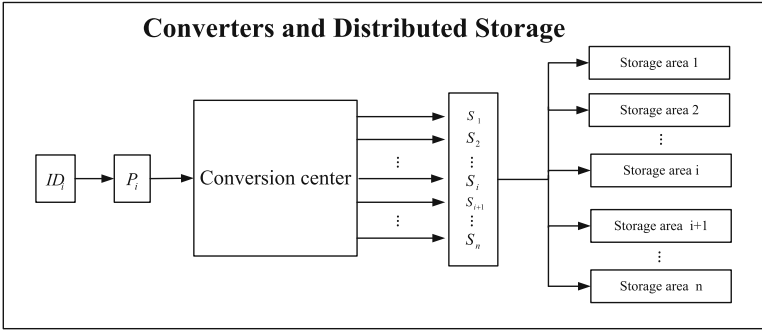 Converters and Distributed Storage
ID_i
P_i
Conversion center
⋮
⋮
S_1
S_2
⋮
S_i
S_{i+1}
⋮
S_n
Storage area 1
Storage area 2
⋮
Storage area i
Storage area i+1
⋮
Storage area n